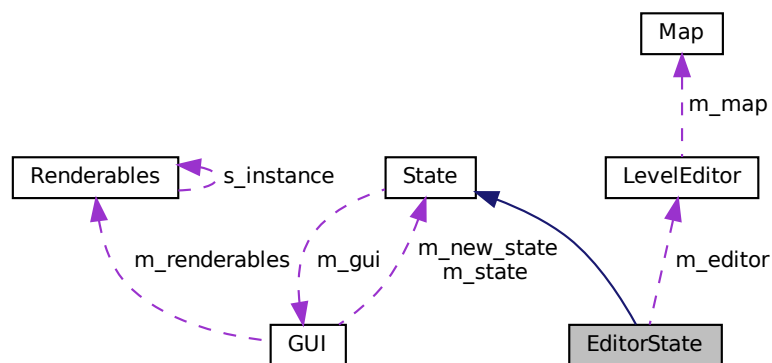 Map
m_map
Renderables
s_instance
State
LevelEditor
m_renderables
m_gui
m_new_state
m_state
m_editor
GUI
EditorState